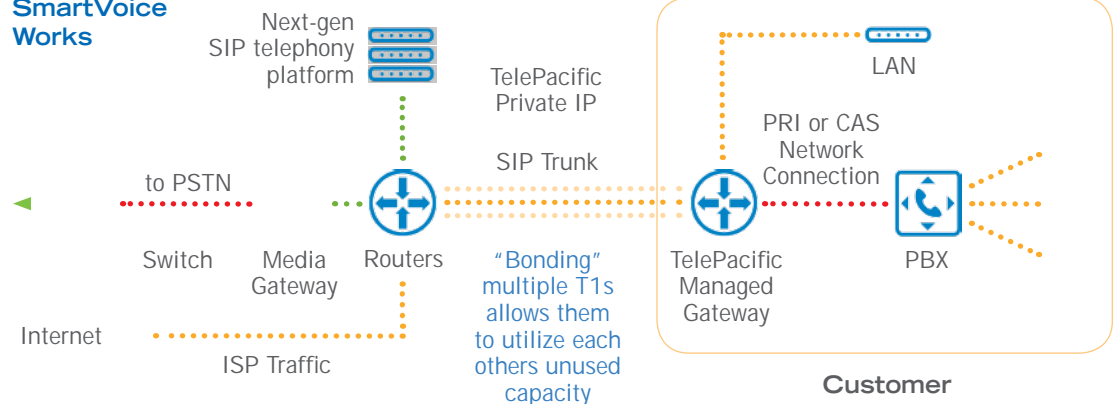 SmartVoice
Works
Next-gen
SIP telephony
platform
TelePacific
Private IP
SIP Trunk
LAN
PRI or CAS
Network
Connection
to PSTN
Switch
Media
Gateway
Routers
"Bonding"
multiple T1s
allows them
to utilize each
others unused
capacity
TelePacific
Managed
Gateway
PBX
Internet
ISP Traffic
Customer